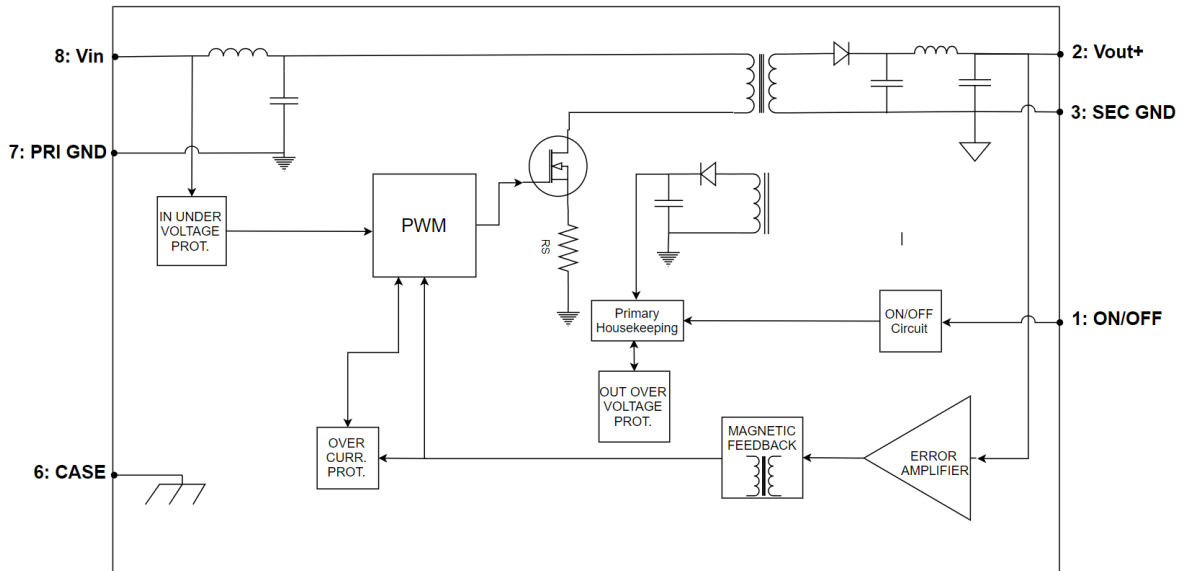 8: Vin
2: Vout+
3: SEC GND
7: PRI GND
IN UNDER
VOLTAGE
PROT.
PWM
RS
Primary
Housekeeping
ON/OFF
Circuit
1: ON/OFF
OUT OVER
VOLTAGE
PROT.
OVER
CURR.
PROT.
MAGNETIC
FEEDBACK
ERROR
AMPLIFIER
6: CASE